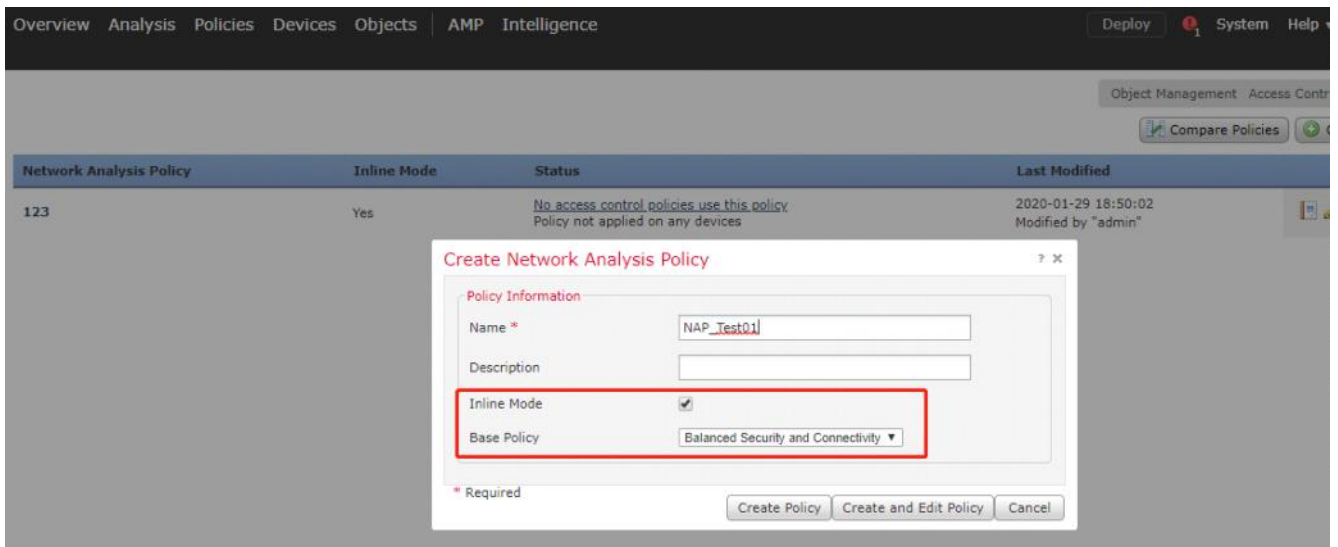 Overview Analysis Policies Devices Objects AMP Intelligence Deploy 1 System Help
Object Management Access Contr
Compare Policies
Network Analysis Policy Inline Mode Status Last Modified
123 Yes No access control policies use this policy 2020-01-29 18:50:02
Policy not applied on any devices Modified by "admin"
Create Network Analysis Policy ? X
Policy Information
Name * NAP_Test01
Description
Inline Mode
Base Policy Balanced Security and Connectivity
* Required
Create Policy Create and Edit Policy Cancel